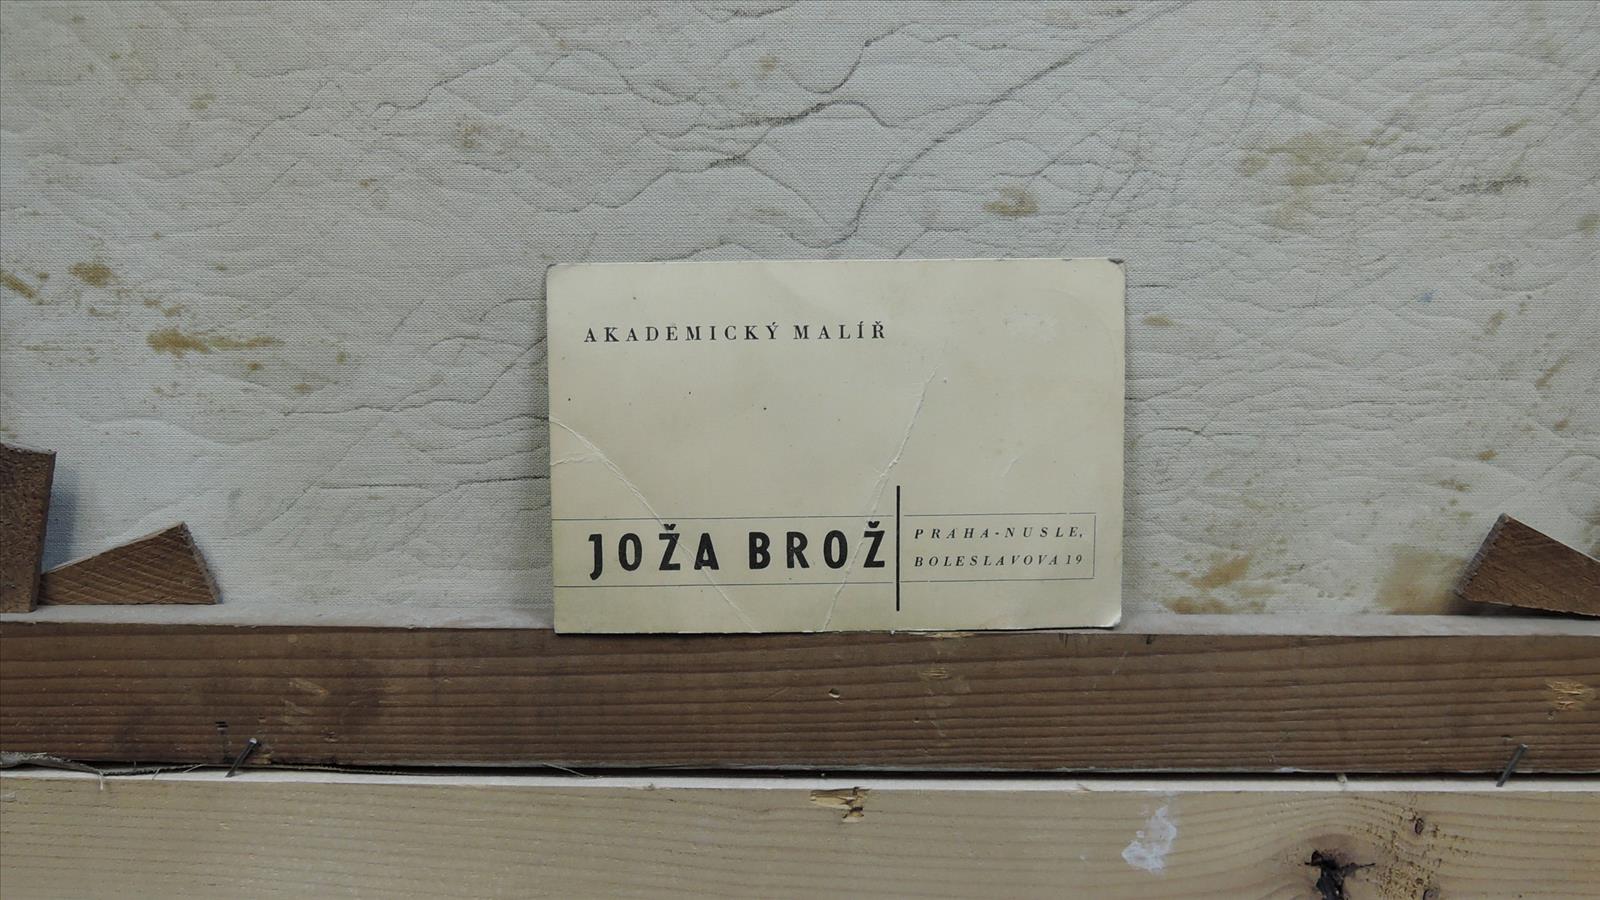 AKADEMICKÝ MALÍŘ
JOŽA BROŽ
PRAHA-NUSLE,
BOLESLAVOVA 19